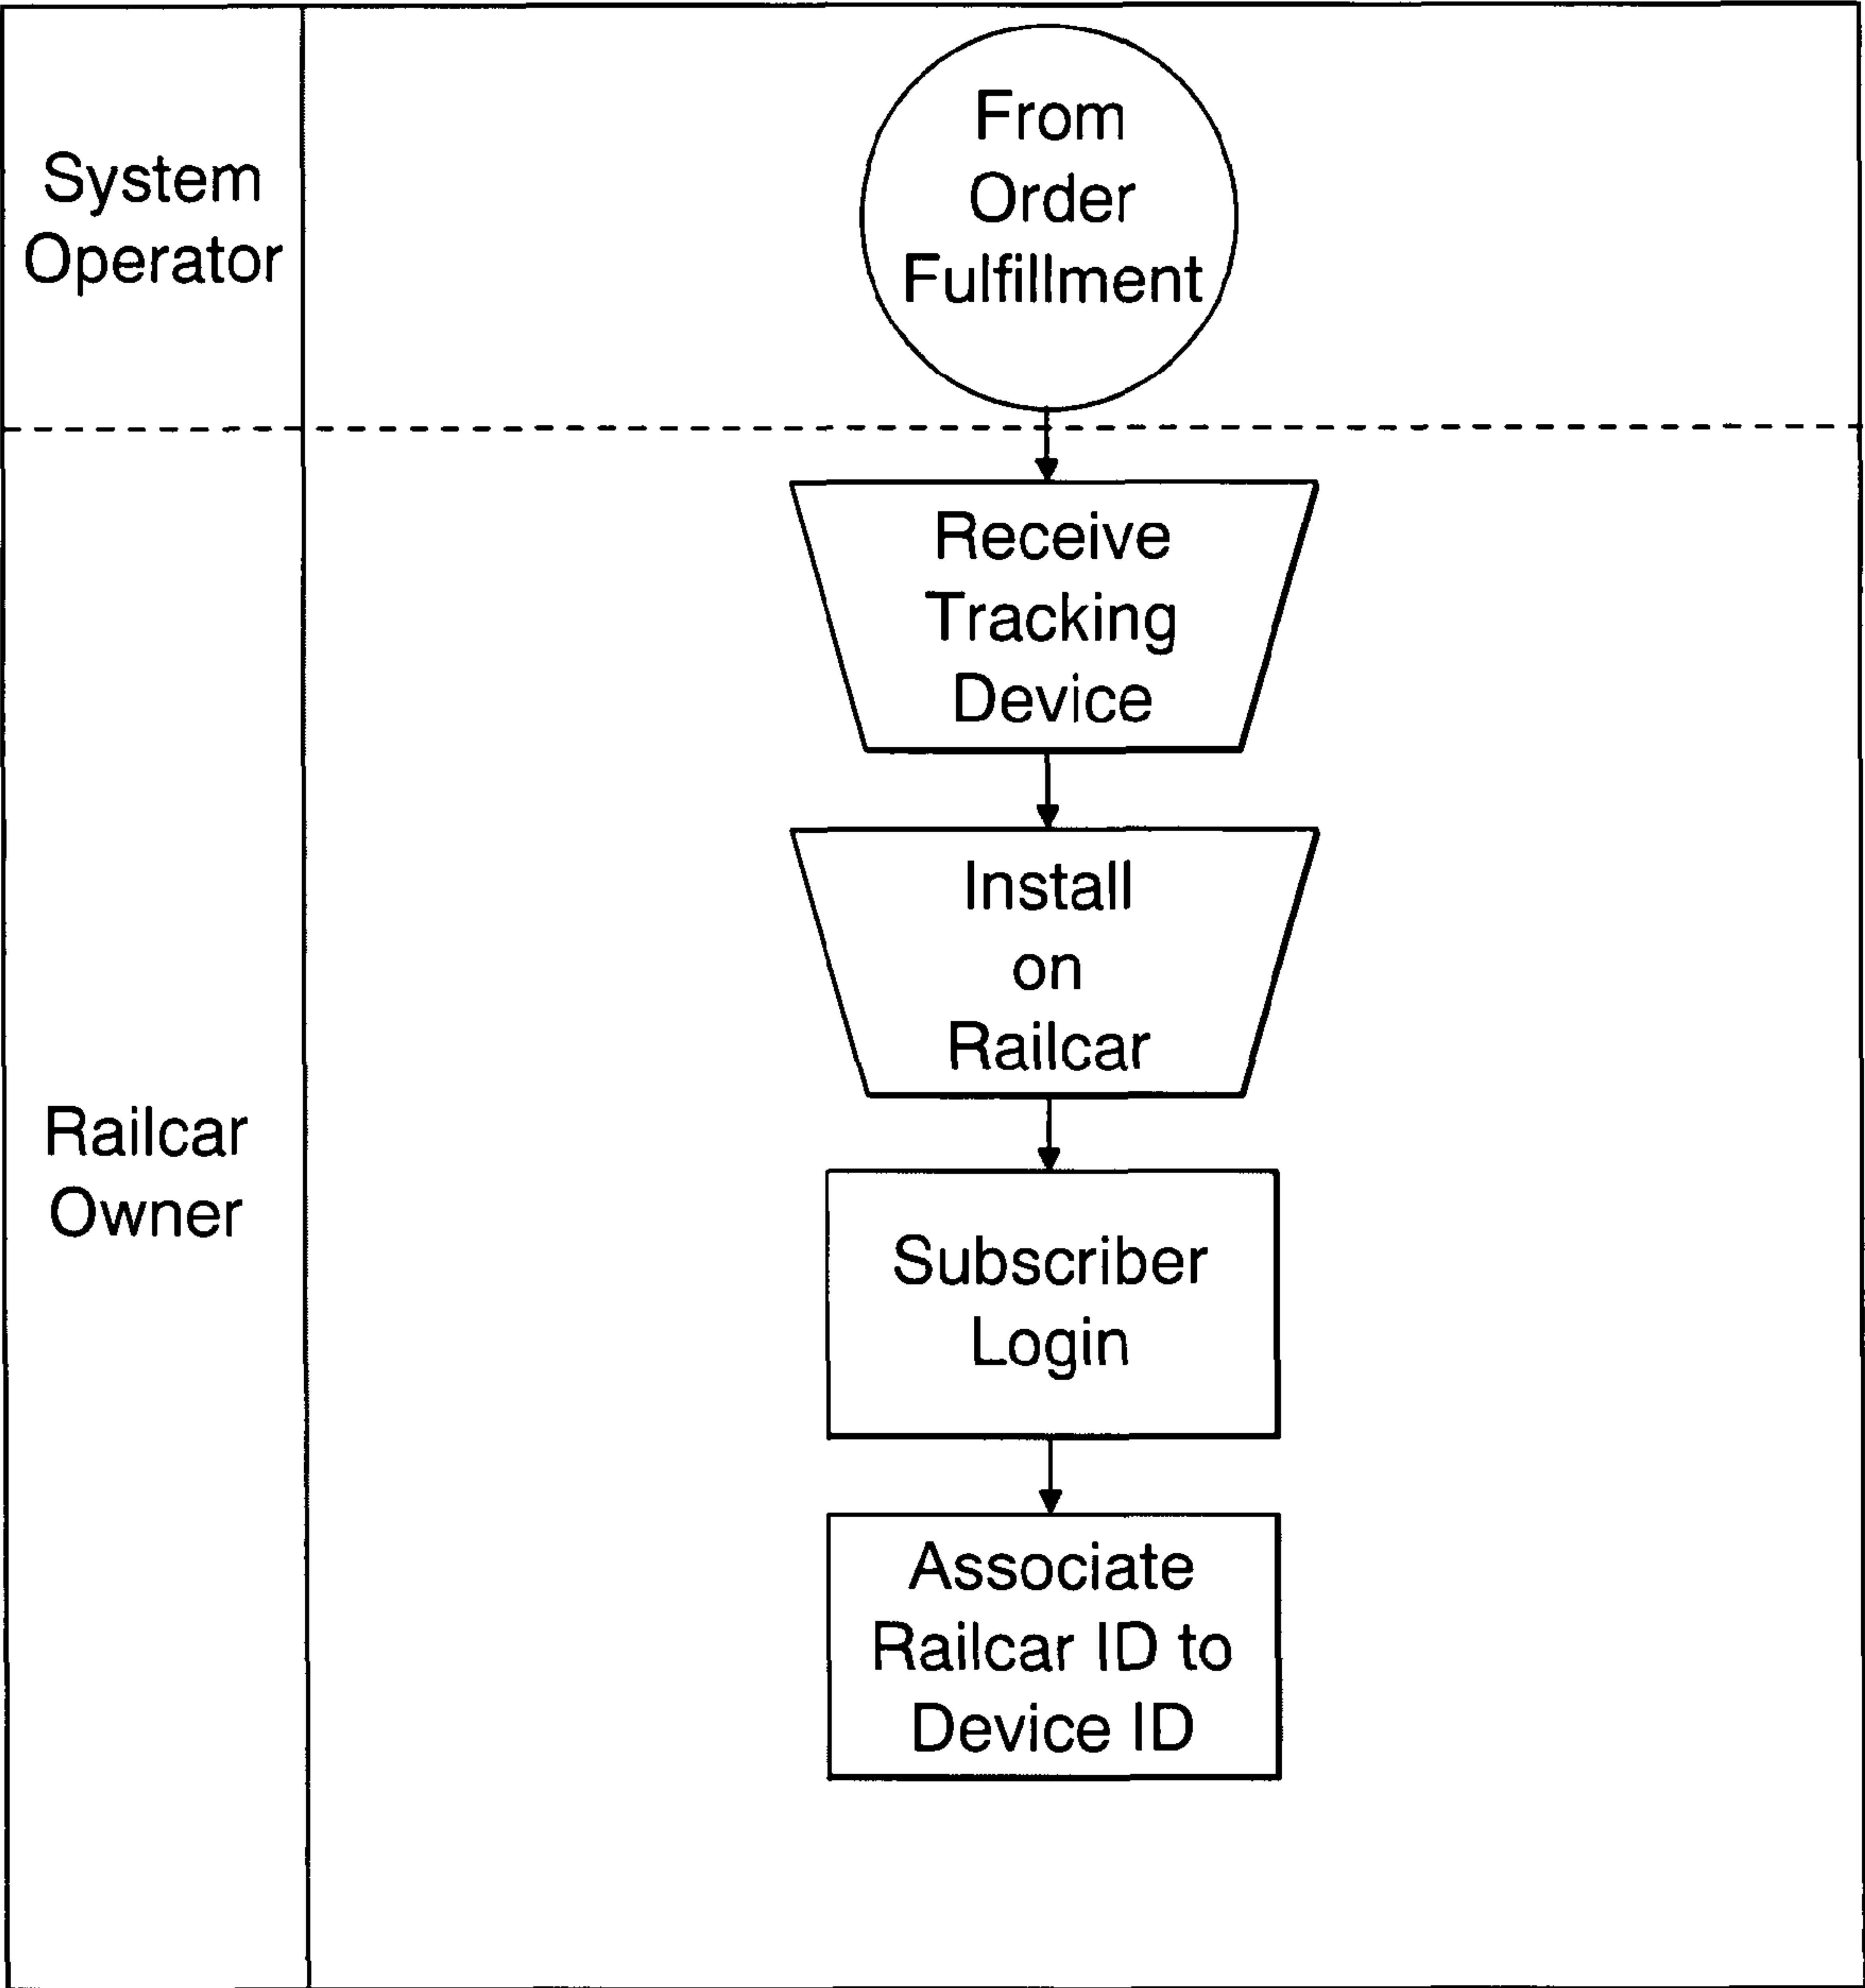 System
Operator
From
Order
Fulfillment
Railcar
Owner
Receive
Tracking
Device
Install
on
Railcar
Subscriber
Login
Associate
Railcar ID to
Device ID